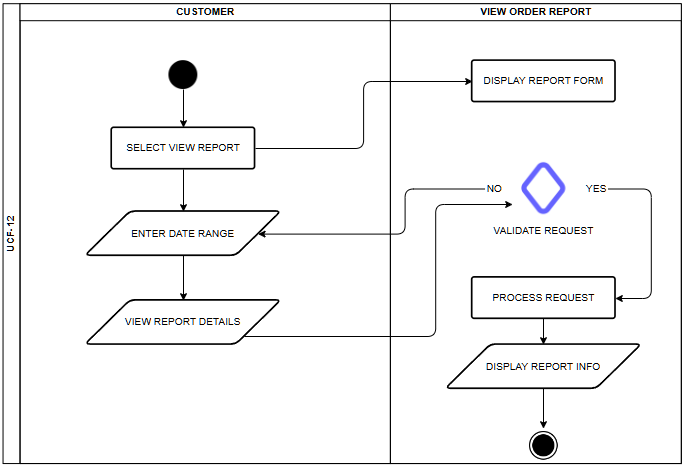 CUSTOMER
VIEW ORDER REPORT
UCF-12
DISPLAY REPORT FORM
SELECT VIEW REPORT
NO
YES
VALIDATE REQUEST
ENTER DATE RANGE
PROCESS REQUEST
VIEW REPORT DETAILS
DISPLAY REPORT INFO